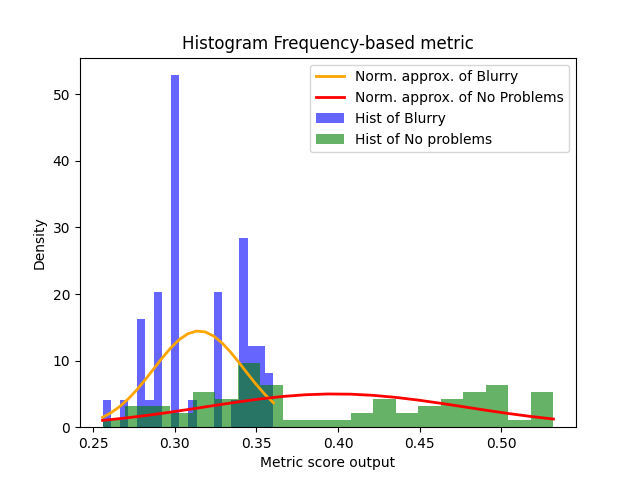 Histogram Frequency-based metric
Norm. approx. of Blurry
Norm. approx. of No Problems
Hist of Blurry
Hist of No problems
50
40
30
20
10
0
Density
0.25 0.30 0.35 0.40 0.45 0.50
Metric score output